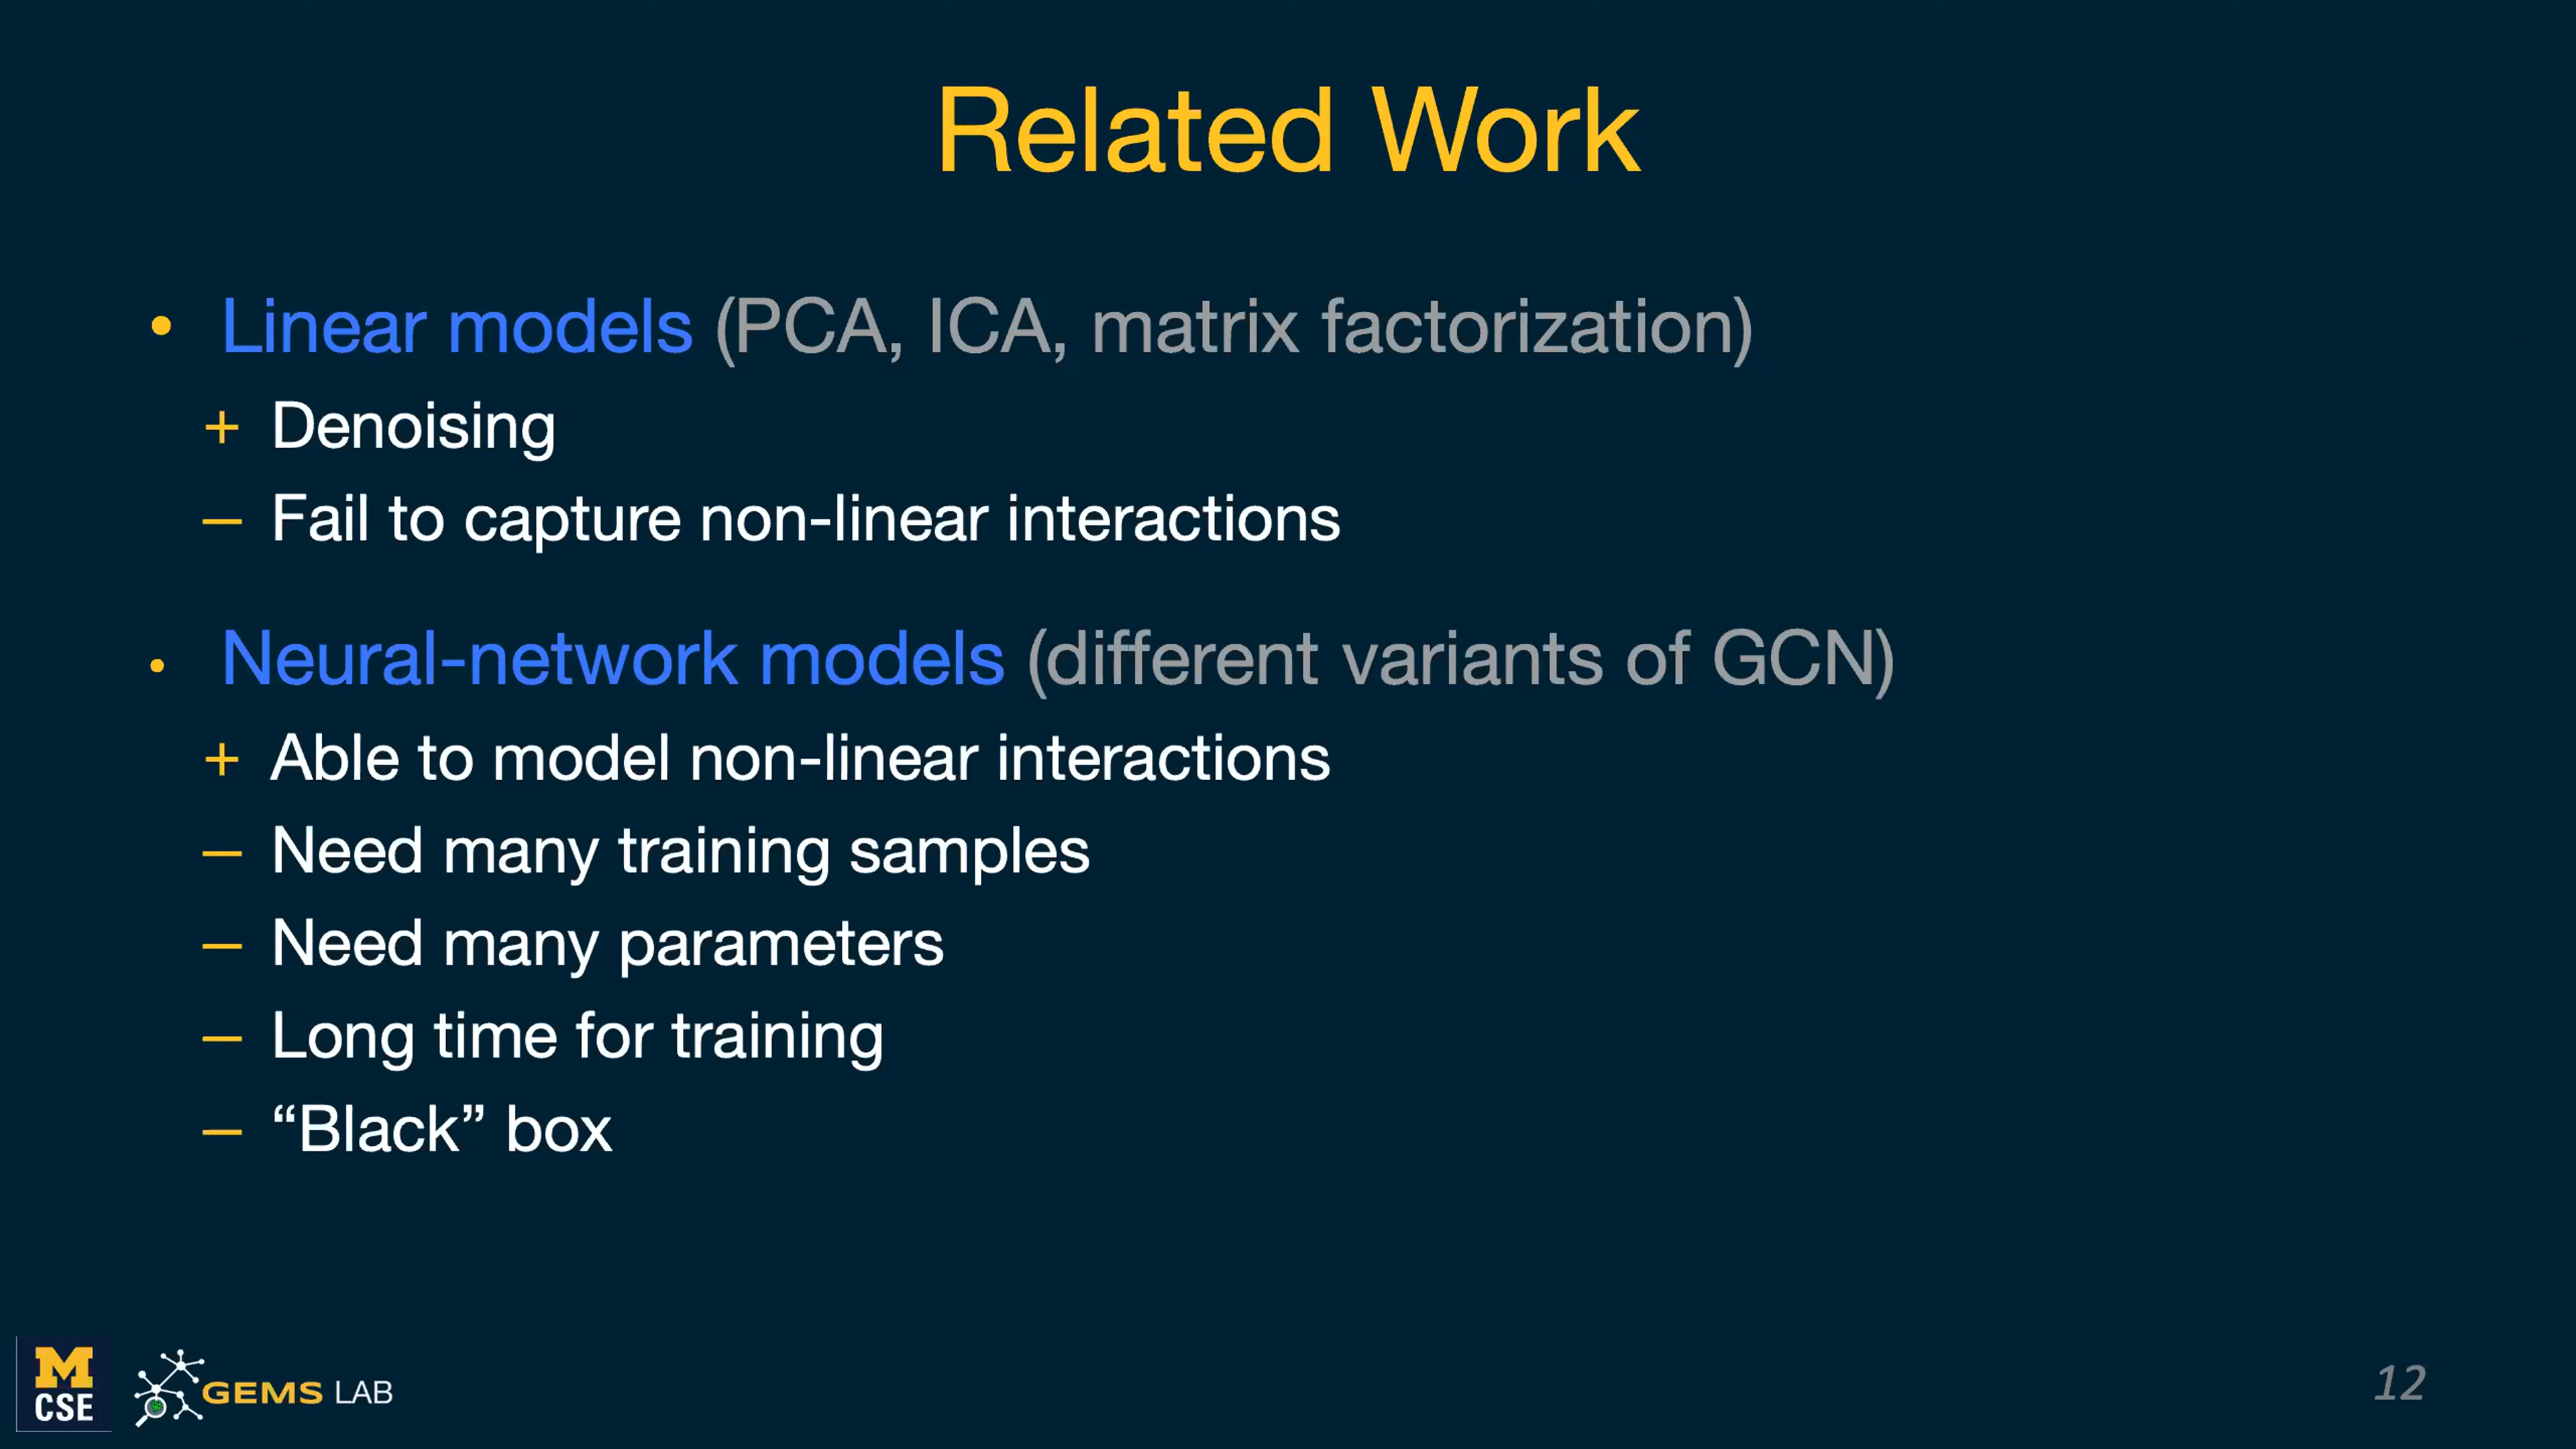 Related Work
• Linear models (PCA, ICA, matrix factorization)
+ Denoising
– Fail to capture non-linear interactions
• Neural-network models (different variants of GCN)
+ Able to model non-linear interactions
– Need many training samples
– Need many parameters
– Long time for training
– “Black” box
M
CSE
GEMS LAB
12